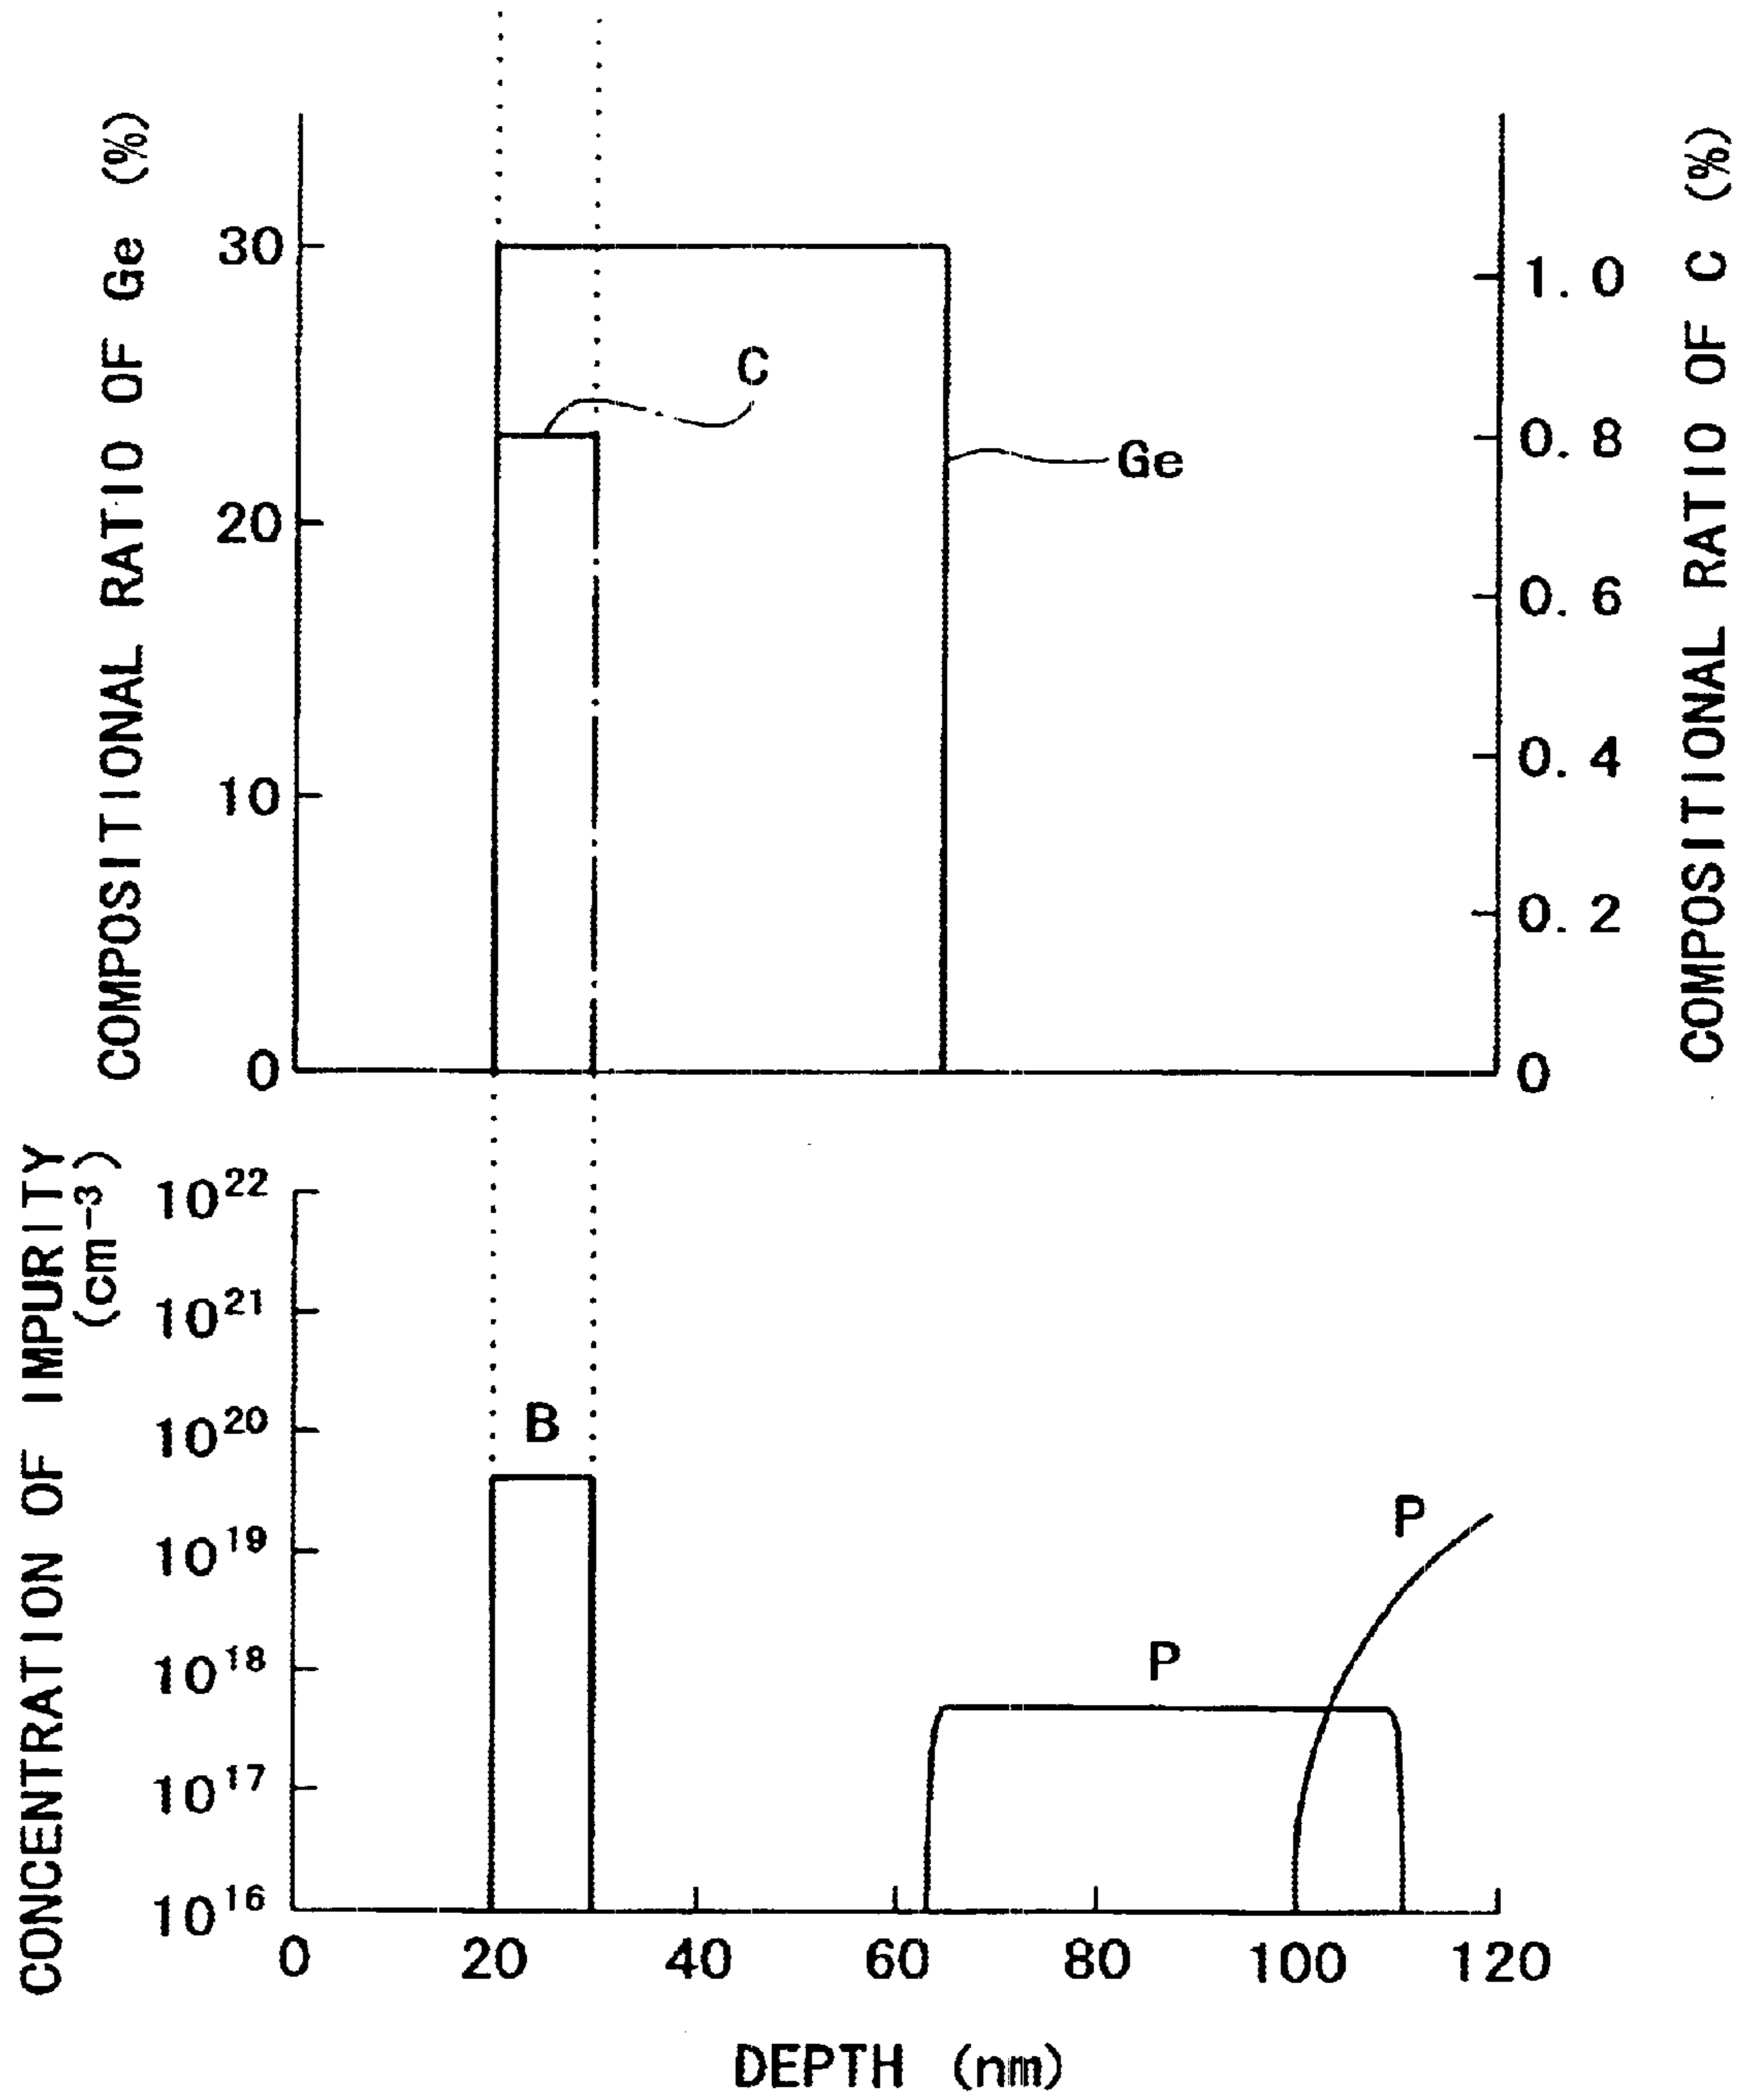 COMPOSITIONAL RATIO OF Ge (%)
30
20
10
0
C
Ge
1.0
0.8
0.6
0.4
0.2
0
COMPOSITIONAL RATIO OF C (%)
CONCENTRATION OF IMPURITY
(cm⁻³)
10²²
10²¹
10²⁰
10¹⁹
10¹⁸
10¹⁷
10¹⁶
B
P
P
0 20 40 60 80 100 120
DEPTH (nm)